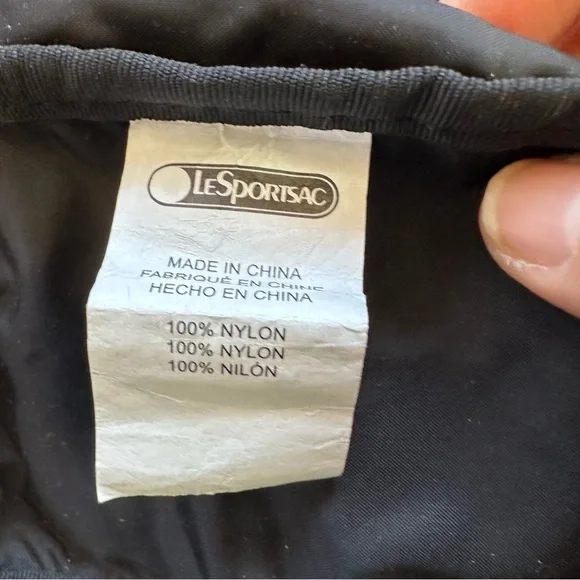 LESPORTSAC
MADE IN CHINA
FABRIQUÉ EN CHINE
HECHO EN CHINA
100% NYLON
100% NYLON
100% NILÓN